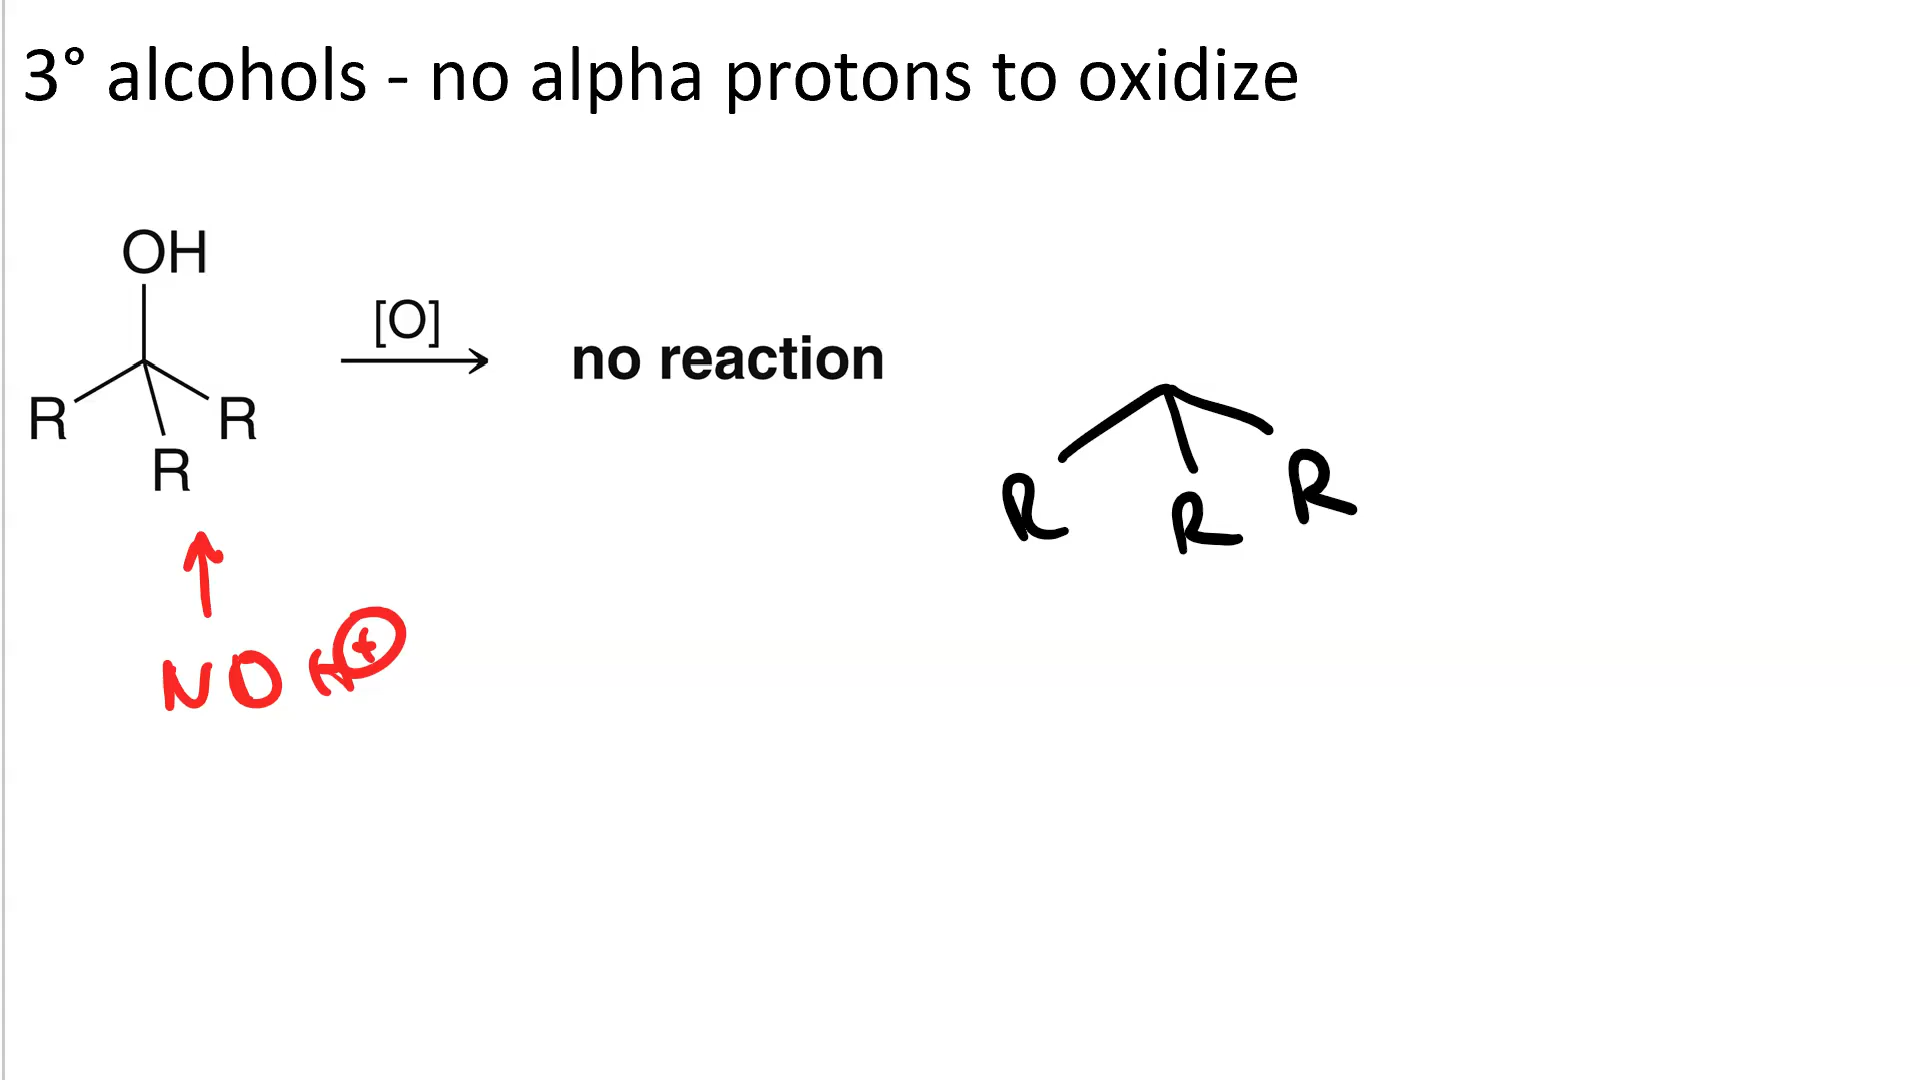 3° alcohols - no alpha protons to oxidize
OH
[O]
no reaction
R R
R
R R R
NO H+